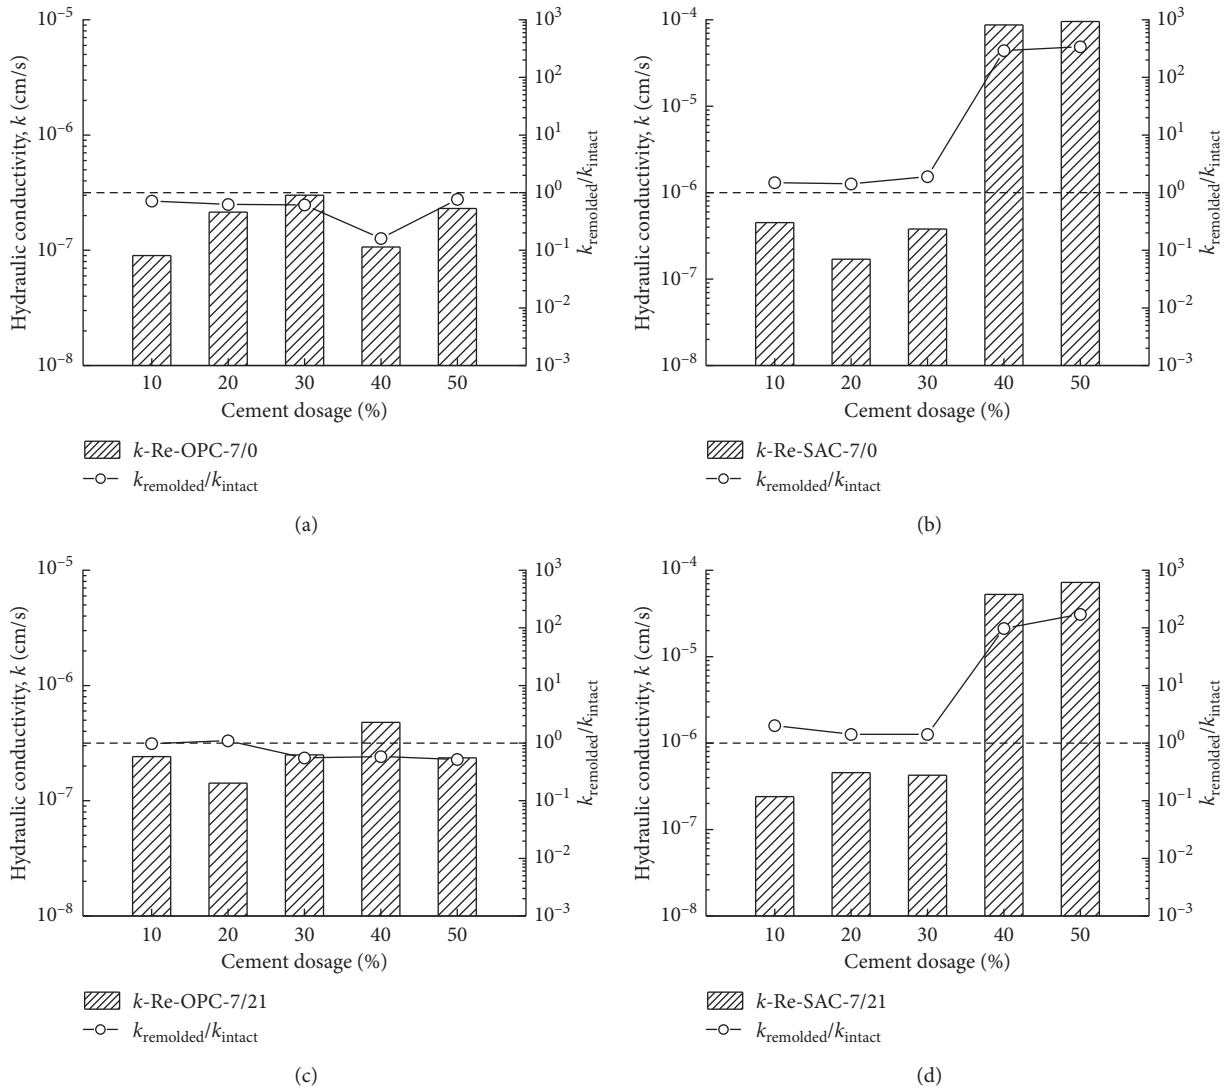 Hydraulic conductivity, k (cm/s)
10⁻⁵
10⁻⁶
10⁻⁷
10⁻⁸
10³
10²
10¹
10⁰
10⁻¹
10⁻²
10⁻³
k_remolded/k_intact
10 20 30 40 50
Cement dosage (%)
k-Re-OPC-7/0
k_remolded/k_intact
(a)
Hydraulic conductivity, k (cm/s)
10⁻⁴
10⁻⁵
10⁻⁶
10⁻⁷
10⁻⁸
10³
10²
10¹
10⁰
10⁻¹
10⁻²
10⁻³
k_remolded/k_intact
10 20 30 40 50
Cement dosage (%)
k-Re-SAC-7/0
k_remolded/k_intact
(b)
Hydraulic conductivity, k (cm/s)
10⁻⁵
10⁻⁶
10⁻⁷
10⁻⁸
10³
10²
10¹
10⁰
10⁻¹
10⁻²
10⁻³
k_remolded/k_intact
10 20 30 40 50
Cement dosage (%)
k-Re-OPC-7/21
k_remolded/k_intact
(c)
Hydraulic conductivity, k (cm/s)
10⁻⁴
10⁻⁵
10⁻⁶
10⁻⁷
10⁻⁸
10³
10²
10¹
10⁰
10⁻¹
10⁻²
10⁻³
k_remolded/k_intact
10 20 30 40 50
Cement dosage (%)
k-Re-SAC-7/21
k_remolded/k_intact
(d)